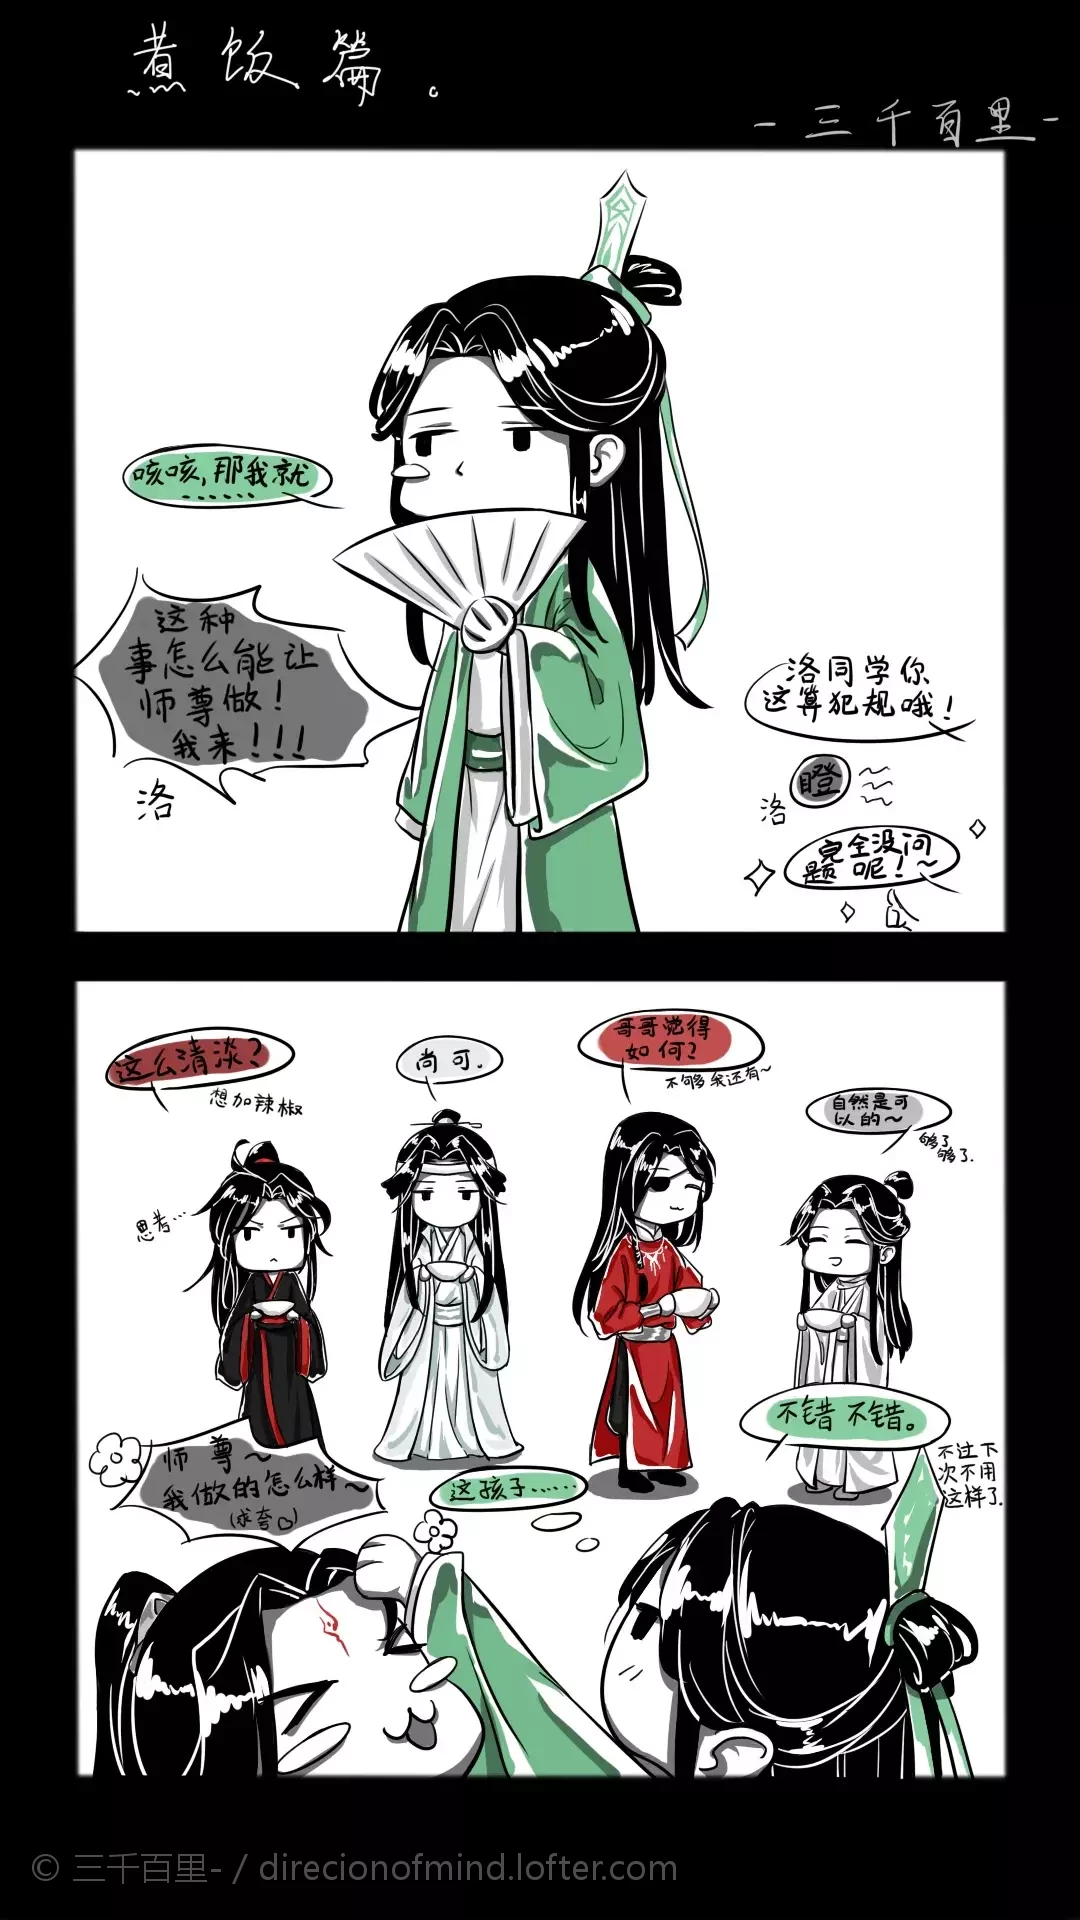 煮饭篇。
-三千百里-
咳咳,那我就
......
这种
事怎么能让
师尊做!
我来!!!
洛
洛同学你
这算犯规哦!
瞪
洛
完全没问
题呢!~
这么清淡?
想加辣椒
思考...
尚可.
哥哥觉得
如何?
不够我还有~
自然是可
以的~
够了
够了.
不错不错。
不过下
次不用
这样了.
师尊~
我做的怎么样~
(求夸♡)
这孩子......
© 三千百里- / direcionofmind.lofter.com